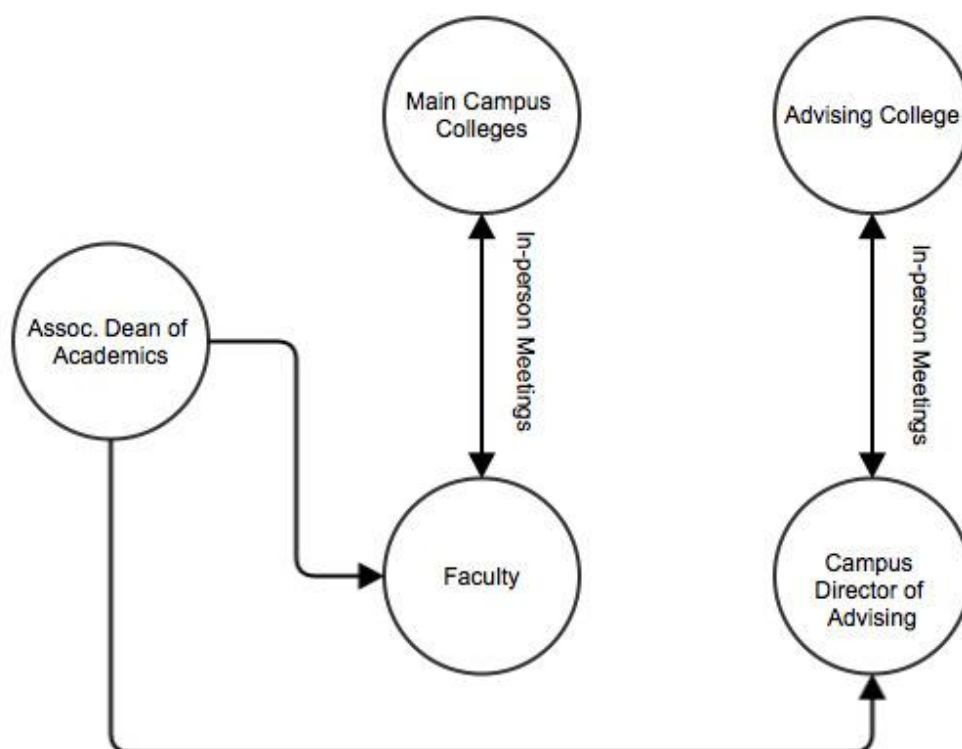 Main Campus
Colleges
Advising College
In-person Meetings
In-person Meetings
Assoc. Dean of
Academics
Faculty
Campus
Director of
Advising